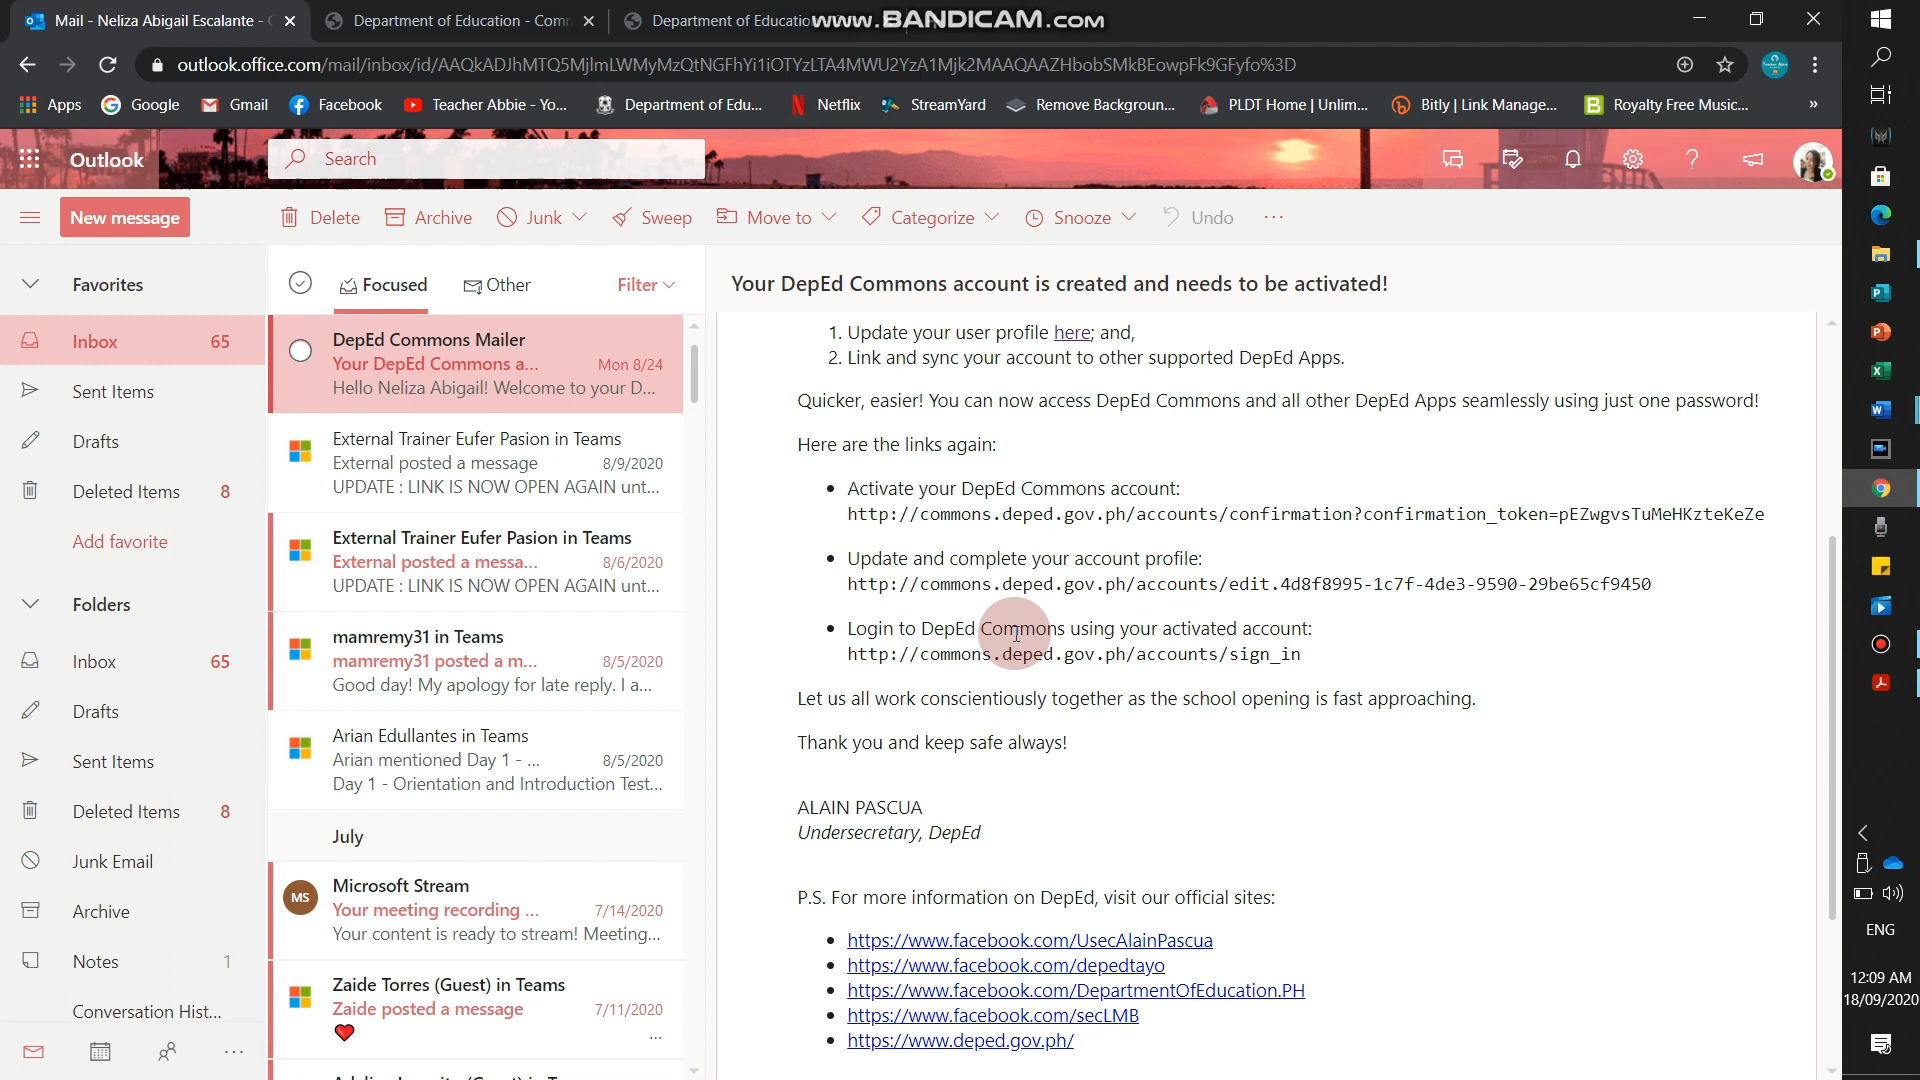 Mail - Neliza Abigail Escalante -
Department of Education - Comm
Department of Educatio
www.BANDICAM.com
outlook.office.com/mail/inbox/id/AAQkADJhMTQ5MjlmLWMyMzQtNGFhYi1iOTYzLTA4MWU2YzA1Mjk2MAAQAAZHbobSMkBEowpFk9GFyfo%3D
Apps
Google
Gmail
Facebook
Teacher Abbie - Yo...
Department of Edu...
Netflix
StreamYard
Remove Backgroun...
PLDT Home | Unlim...
Bitly | Link Manage...
Royalty Free Music...
»
Outlook
Search
New message
Delete
Archive
Junk
Sweep
Move to
Categorize
Snooze
Undo
...
Favorites
Inbox 65
Sent Items
Drafts
Deleted Items 8
Add favorite
Folders
Inbox 65
Drafts
Sent Items
Deleted Items 8
Junk Email
Archive
Notes 1
Conversation Hist...
Focused
Other
Filter
DepEd Commons Mailer
Your DepEd Commons a... Mon 8/24
Hello Neliza Abigail! Welcome to your D...
External Trainer Eufer Pasion in Teams
External posted a message 8/9/2020
UPDATE : LINK IS NOW OPEN AGAIN unt...
External Trainer Eufer Pasion in Teams
External posted a messa... 8/6/2020
UPDATE : LINK IS NOW OPEN AGAIN unt...
mamremy31 in Teams
mamremy31 posted a m... 8/5/2020
Good day! My apology for late reply. I a...
Arian Edullantes in Teams
Arian mentioned Day 1 - ... 8/5/2020
Day 1 - Orientation and Introduction Test...
July
MS
Microsoft Stream
Your meeting recording ... 7/14/2020
Your content is ready to stream! Meeting...
Zaide Torres (Guest) in Teams
Zaide posted a message 7/11/2020
...
Your DepEd Commons account is created and needs to be activated!
1. Update your user profile here; and,
2. Link and sync your account to other supported DepEd Apps.
Quicker, easier! You can now access DepEd Commons and all other DepEd Apps seamlessly using just one password!
Here are the links again:
• Activate your DepEd Commons account:
http://commons.deped.gov.ph/accounts/confirmation?confirmation_token=pEZwgvsTuMeHKzteKeZe
• Update and complete your account profile:
http://commons.deped.gov.ph/accounts/edit.4d8f8995-1c7f-4de3-9590-29be65cf9450
• Login to DepEd Commons using your activated account:
http://commons.deped.gov.ph/accounts/sign_in
Let us all work conscientiously together as the school opening is fast approaching.
Thank you and keep safe always!
ALAIN PASCUA
Undersecretary, DepEd
P.S. For more information on DepEd, visit our official sites:
• https://www.facebook.com/UsecAlainPascua
• https://www.facebook.com/depedtayo
• https://www.facebook.com/DepartmentOfEducation.PH
• https://www.facebook.com/secLMB
• https://www.deped.gov.ph/
ENG
12:09 AM
18/09/2020